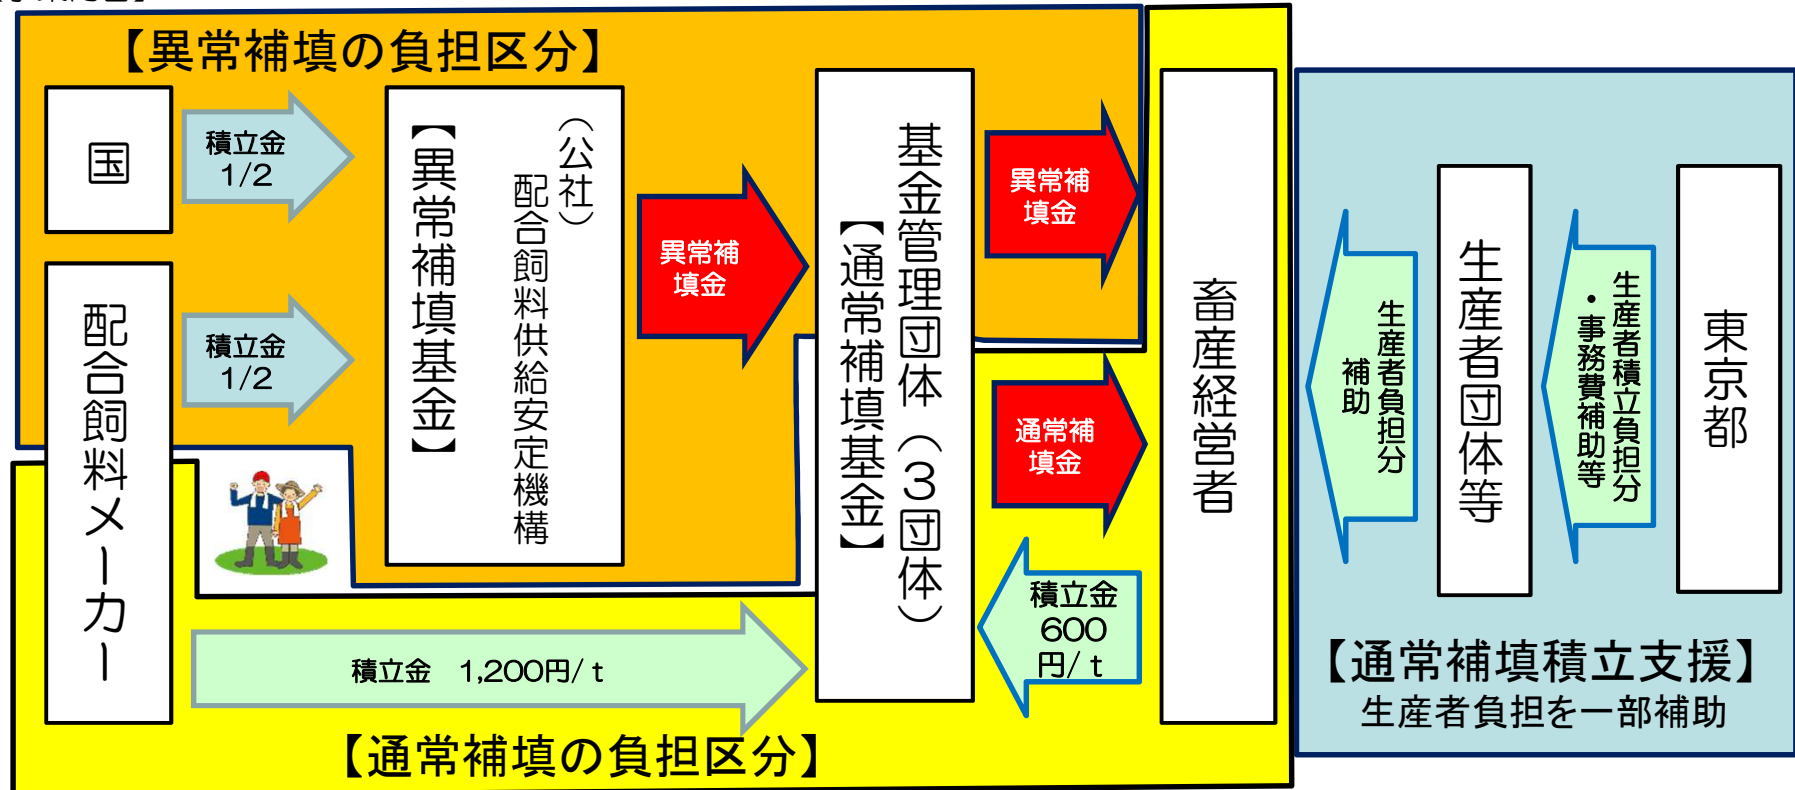 【異常補填の負担区分】
国
積立金
1/2
配合飼料メーカー
積立金
1/2
（公社）
配合飼料供給安定機構
【異常補填基金】
異常補
填金
基金管理団体（３団体）
【通常補填基金】
異常補
填金
通常補
填金
積立金
600
円/ｔ
積立金 1,200円/ｔ
畜産経営者
【通常補填の負担区分】
生産者負担分
補助
生産者団体等
生産者積立負担分
・事務費補助等
東京都
【通常補填積立支援】
生産者負担を一部補助